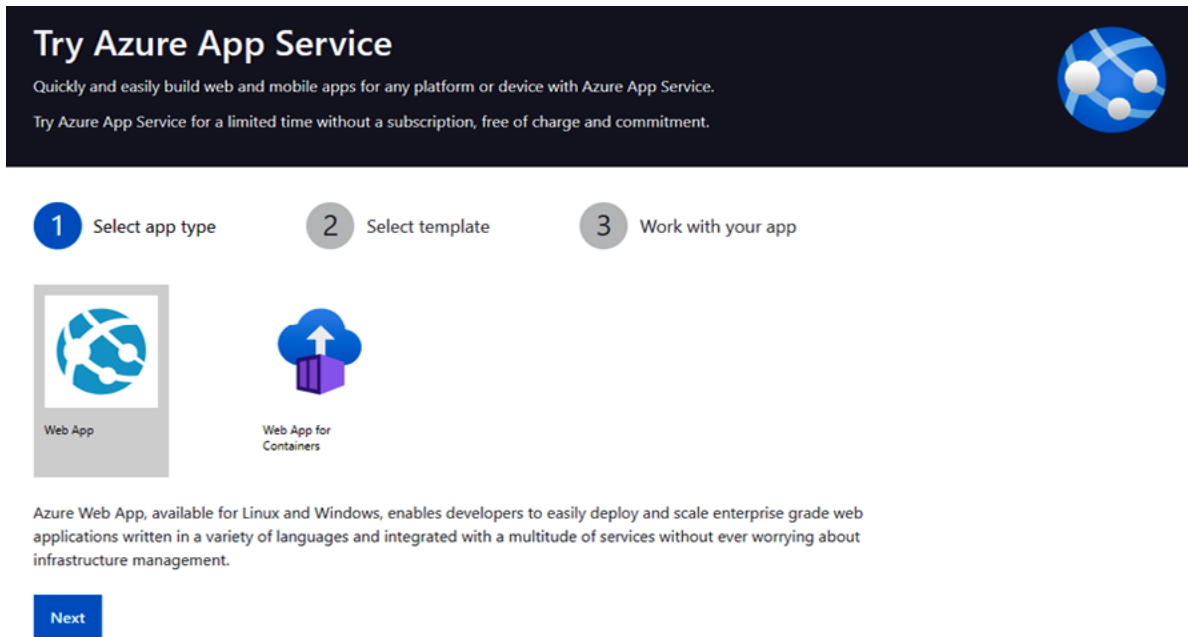 Try Azure App Service
Quickly and easily build web and mobile apps for any platform or device with Azure App Service.
Try Azure App Service for a limited time without a subscription, free of charge and commitment.
1 Select app type 2 Select template 3 Work with your app
Web App
Web App for
Containers
Azure Web App, available for Linux and Windows, enables developers to easily deploy and scale enterprise grade web
applications written in a variety of languages and integrated with a multitude of services without ever worrying about
infrastructure management.
Next